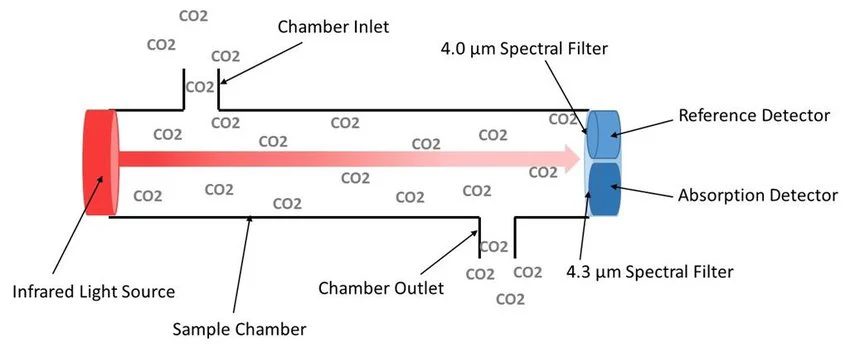 CO2
Chamber Inlet
CO2
4.0 µm Spectral Filter
CO2
CO2
Reference Detector
CO2
CO2
CO2
CO2
CO2
CO2
CO2
CO2
CO2
CO2
Absorption Detector
CO2
CO2
CO2
CO2
CO2
CO2
4.3 µm Spectral Filter
CO2
CO2
Infrared Light Source
Chamber Outlet
CO2
Sample Chamber